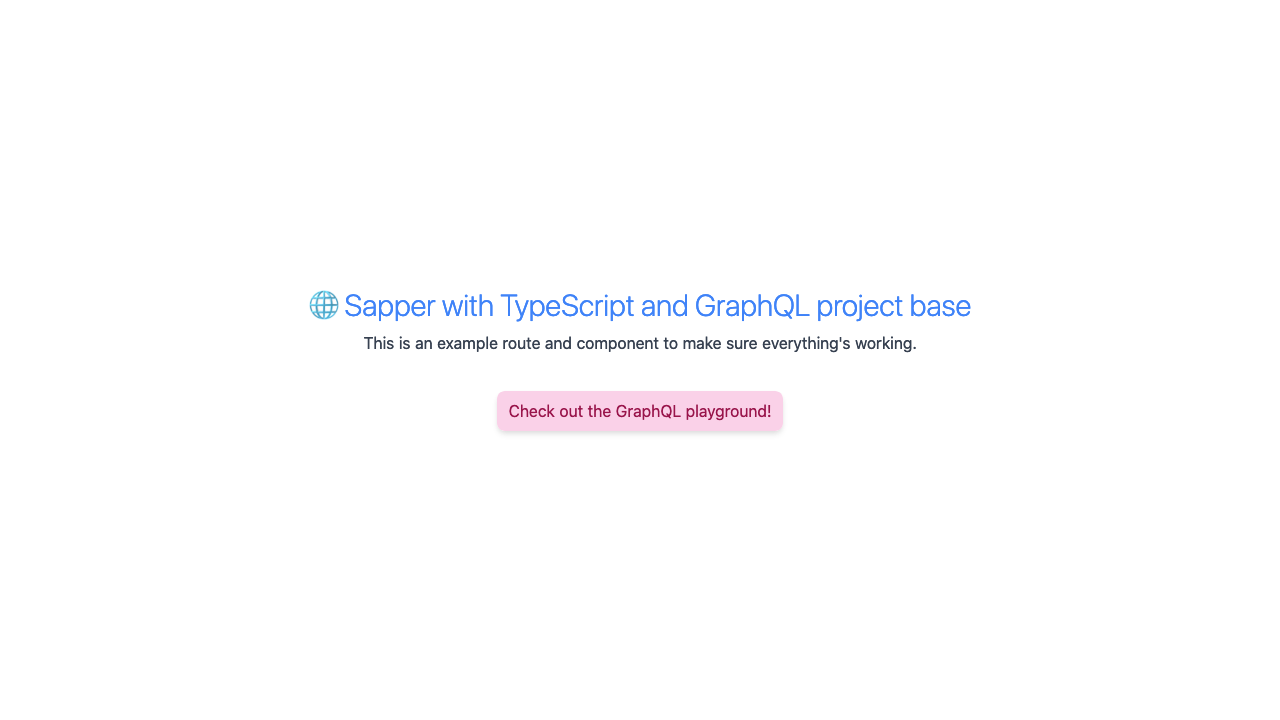 🌐 Sapper with TypeScript and GraphQL project base
This is an example route and component to make sure everything's working.
Check out the GraphQL playground!